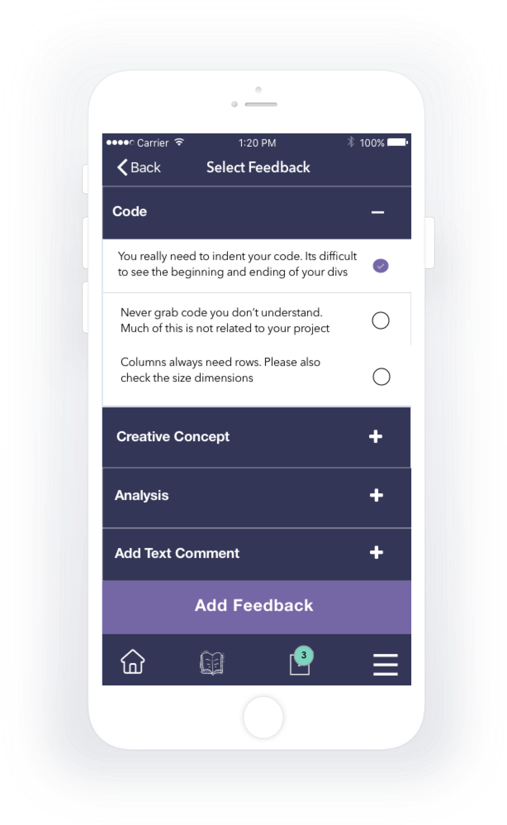 Carrier 1:20 PM 100%
Back Select Feedback
Code
You really need to indent your code. Its difficult
to see the beginning and ending of your divs
Never grab code you don't understand.
Much of this is not related to your project
Columns always need rows. Please also
check the size dimensions
Creative Concept
Analysis
Add Text Comment
Add Feedback
3